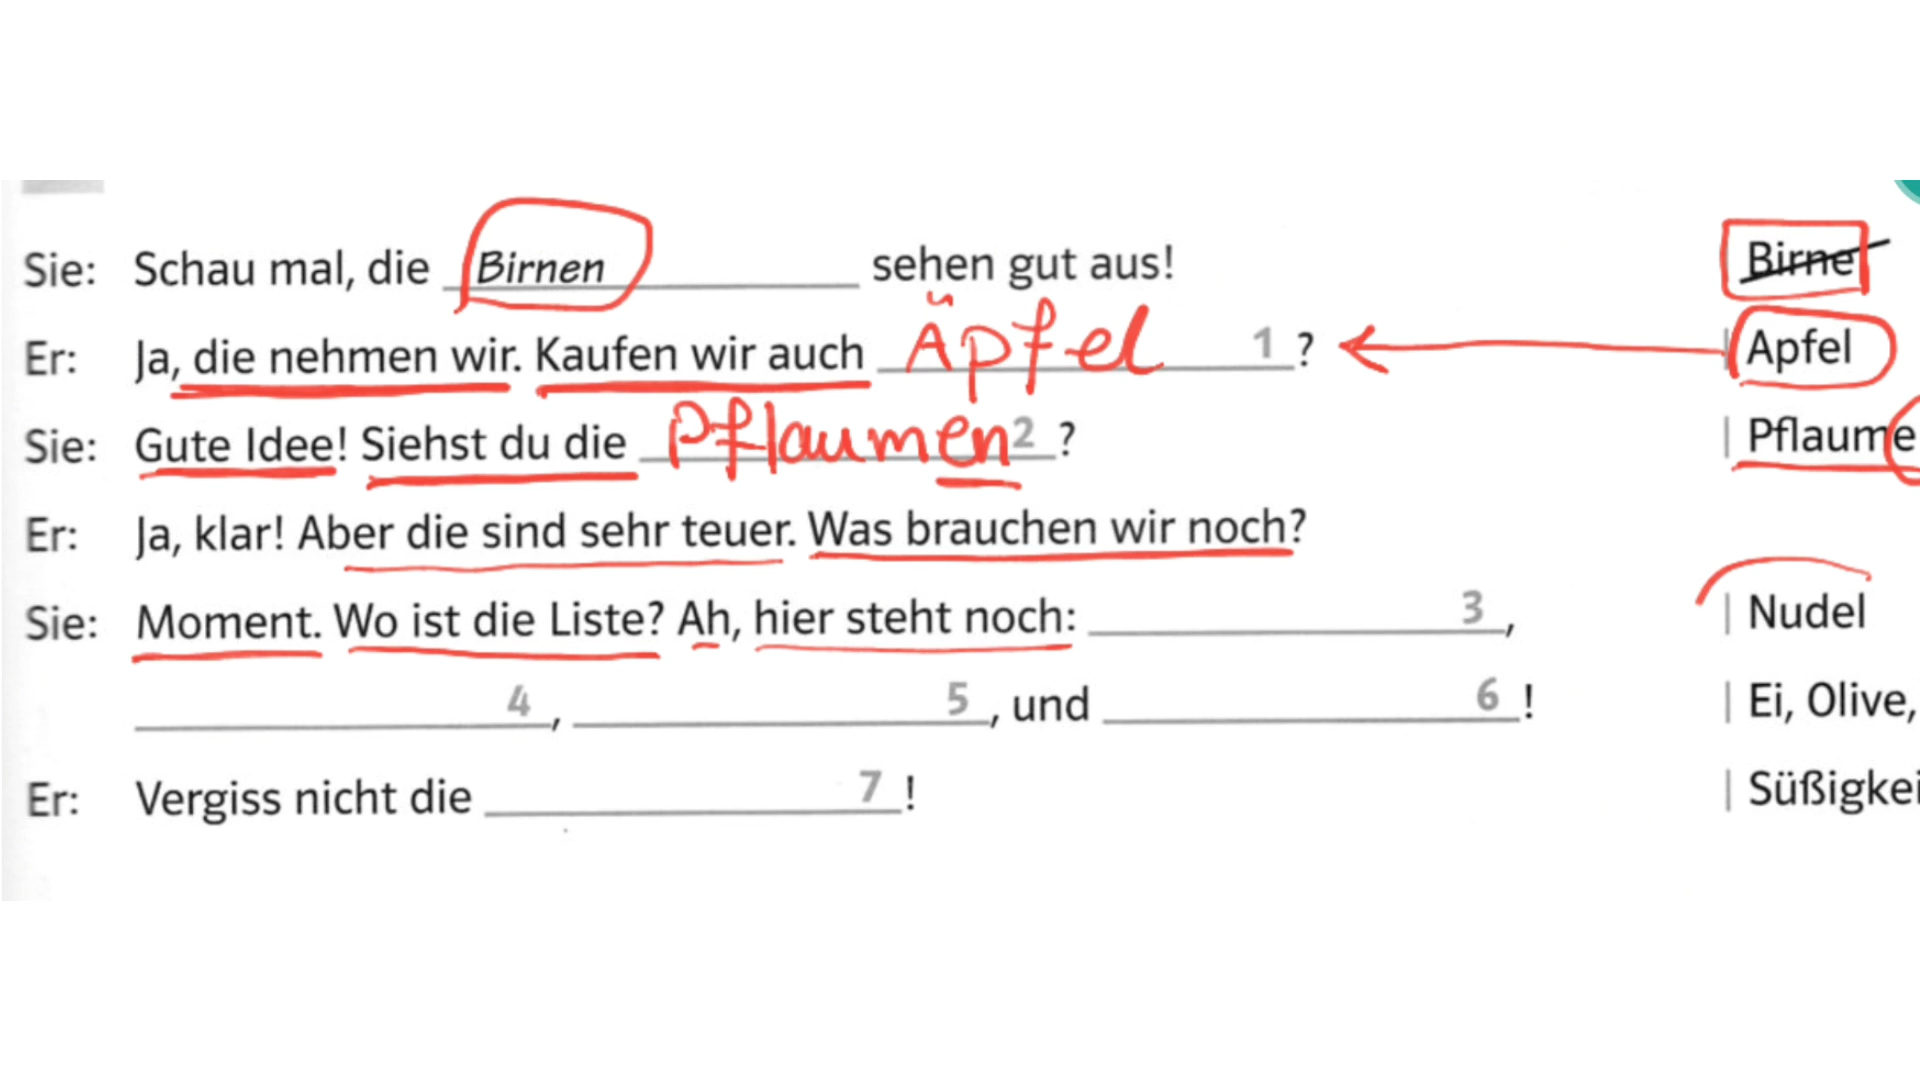 Sie: Schau mal, die Birnen sehen gut aus! Birne
Er: Ja, die nehmen wir. Kaufen wir auch Äpfel 1? | Apfel
Sie: Gute Idee! Siehst du die Pflaumen 2? | Pflaume
Er: Ja, klar! Aber die sind sehr teuer. Was brauchen wir noch?
Sie: Moment. Wo ist die Liste? Ah, hier steht noch: 3, | Nudel
4, 5, und 6! | Ei, Olive,
Er: Vergiss nicht die 7! | Süßigkei